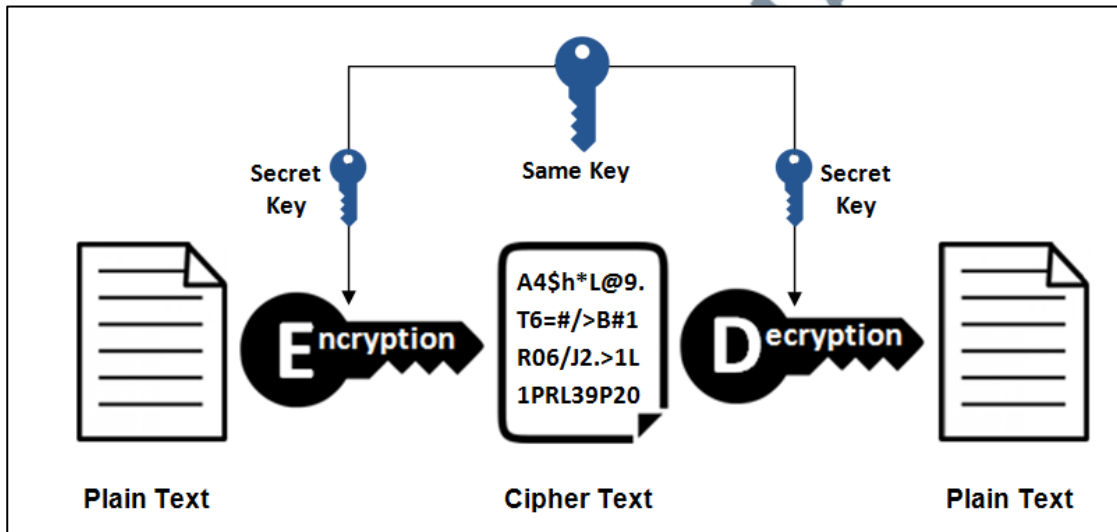 Same Key
Secret
Key
Secret
Key
Encryption
A4$h*L@9.
T6=#/>B#1
R06/J2.>1L
1PRL39P20
Decryption
Plain Text
Cipher Text
Plain Text